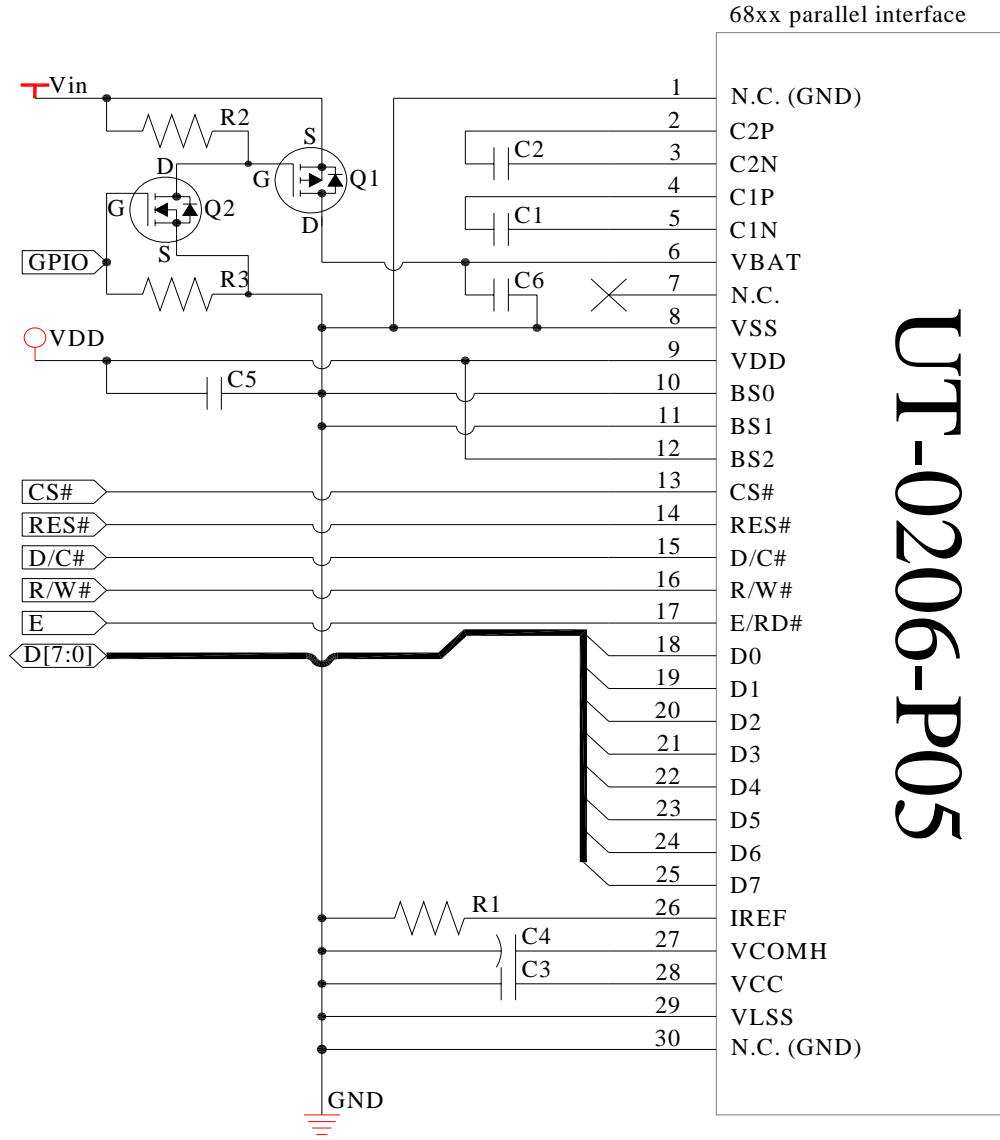 68xx parallel interface
Vin
R2
S
G
Q1
D
D
G
Q2
S
GPIO
R3
VDD
C5
C2
C1
C6
1 N.C. (GND)
2 C2P
3 C2N
4 C1P
5 C1N
6 VBAT
7 N.C.
8 VSS
9 VDD
10 BS0
11 BS1
12 BS2
CS# 13 CS#
RES# 14 RES#
D/C# 15 D/C#
R/W# 16 R/W#
E 17 E/RD#
D[7:0] 18 D0
19 D1
20 D2
21 D3
22 D4
23 D5
24 D6
25 D7
R1 26 IREF
C4 27 VCOMH
C3 28 VCC
29 VLSS
30 N.C. (GND)
GND
UT-0206-P05